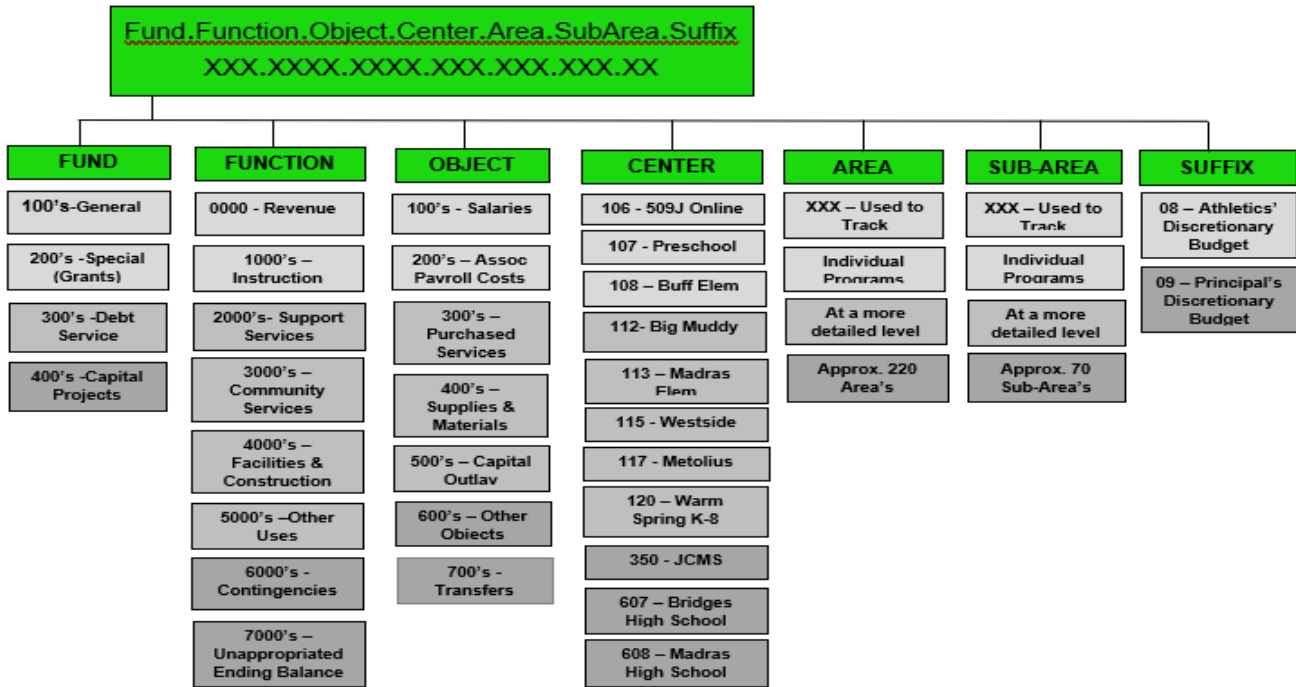 Fund.Function.Object.Center.Area.SubArea.Suffix
XXX.XXXX.XXXX.XXX.XXX.XXX.XX
FUND
100's-General
200's -Special
(Grants)
300's -Debt
Service
400's -Capital
Projects
FUNCTION
0000 - Revenue
1000's –
Instruction
2000's- Support
Services
3000's –
Community
Services
4000's –
Facilities &
Construction
5000's –Other
Uses
6000's -
Contingencies
7000's –
Unappropriated
Ending Balance
OBJECT
100's - Salaries
200's – Assoc
Payroll Costs
300's –
Purchased
Services
400's –
Supplies &
Materials
500's – Capital
Outlay
600's – Other
Objects
700's -
Transfers
CENTER
106 - 509J Online
107 - Preschool
108 – Buff Elem
112- Big Muddy
113 – Madras
Elem
115 - Westside
117 - Metolius
120 – Warm
Spring K-8
350 - JCMS
607 – Bridges
High School
608 – Madras
High School
AREA
XXX – Used to
Track
Individual
Programs
At a more
detailed level
Approx. 220
Area's
SUB-AREA
XXX – Used to
Track
Individual
Programs
At a more
detailed level
Approx. 70
Sub-Area's
SUFFIX
08 – Athletics'
Discretionary
Budget
09 – Principal's
Discretionary
Budget